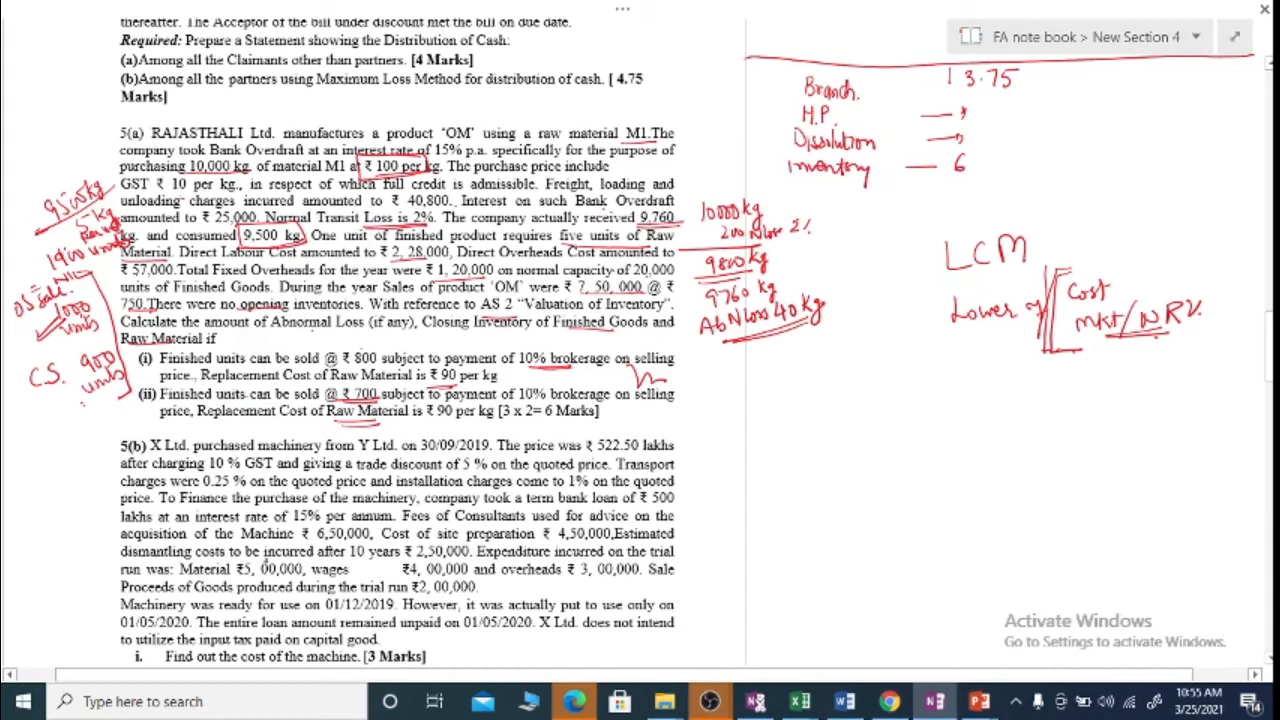 thereafter. The Acceptor of the bill under discount met the bill on due date.
Required: Prepare a Statement showing the Distribution of Cash:
(a)Among all the Claimants other than partners. [4 Marks]
(b)Among all the partners using Maximum Loss Method for distribution of cash. [ 4.75
Marks]
5(a) RAJASTHALI Ltd. manufactures a product ‘OM’ using a raw material M1.The
company took Bank Overdraft at an interest rate of 15% p.a. specifically for the purpose of
purchasing 10,000 kg. of material M1 at ₹ 100 per kg. The purchase price include
GST ₹ 10 per kg., in respect of which full credit is admissible. Freight, loading and
unloading charges incurred amounted to ₹ 40,800. Interest on such Bank Overdraft
amounted to ₹ 25,000. Normal Transit Loss is 2%. The company actually received 9,760
kg. and consumed 9,500 kg. One unit of finished product requires five units of Raw
Material. Direct Labour Cost amounted to ₹ 2, 28,000, Direct Overheads Cost amounted to
₹ 57,000.Total Fixed Overheads for the year were ₹ 1, 20,000 on normal capacity of 20,000
units of Finished Goods. During the year Sales of product ‘OM’ were ₹ 7, 50,000 @ ₹
750.There were no opening inventories. With reference to AS 2 “Valuation of Inventory”.
Calculate the amount of Abnormal Loss (if any), Closing Inventory of Finished Goods and
Raw Material if
(i) Finished units can be sold @ ₹ 800 subject to payment of 10% brokerage on selling
price., Replacement Cost of Raw Material is ₹ 90 per kg
(ii) Finished units can be sold @ ₹ 700 subject to payment of 10% brokerage on selling
price, Replacement Cost of Raw Material is ₹ 90 per kg [3 x 2= 6 Marks]
5(b) X Ltd. purchased machinery from Y Ltd. on 30/09/2019. The price was ₹ 522.50 lakhs
after charging 10 % GST and giving a trade discount of 5 % on the quoted price. Transport
charges were 0.25 % on the quoted price and installation charges come to 1% on the quoted
price. To Finance the purchase of the machinery, company took a term bank loan of ₹ 500
lakhs at an interest rate of 15% per annum. Fees of Consultants used for advice on the
acquisition of the Machine ₹ 6,50,000, Cost of site preparation ₹ 4,50,000,Estimated
dismantling costs to be incurred after 10 years ₹ 2,50,000. Expenditure incurred on the trial
run was: Material ₹5, 00,000, wages ₹4, 00,000 and overheads ₹ 3, 00,000. Sale
Proceeds of Goods produced during the trial run ₹2, 00,000.
Machinery was ready for use on 01/12/2019. However, it was actually put to use only on
01/05/2020. The entire loan amount remained unpaid on 01/05/2020. X Ltd. does not intend
to utilize the input tax paid on capital good.
i. Find out the cost of the machine. [3 Marks]
9500kg
5 kg
per unit
1900 units
OS = NIL
Sale
1000
units
C.S. 900
units
10000kg
200 N loss 2%
9800 kg
9760 kg
Ab N Loss 40 kg
FA note book > New Section 4
Branch. 13.75
H.P. — "
Dissolution — "
Inventory — 6
LCM
Lower of
Cost
mkt/NRV
Activate Windows
Go to Settings to activate Windows.
Type here to search
10:55 AM
3/25/2021
14